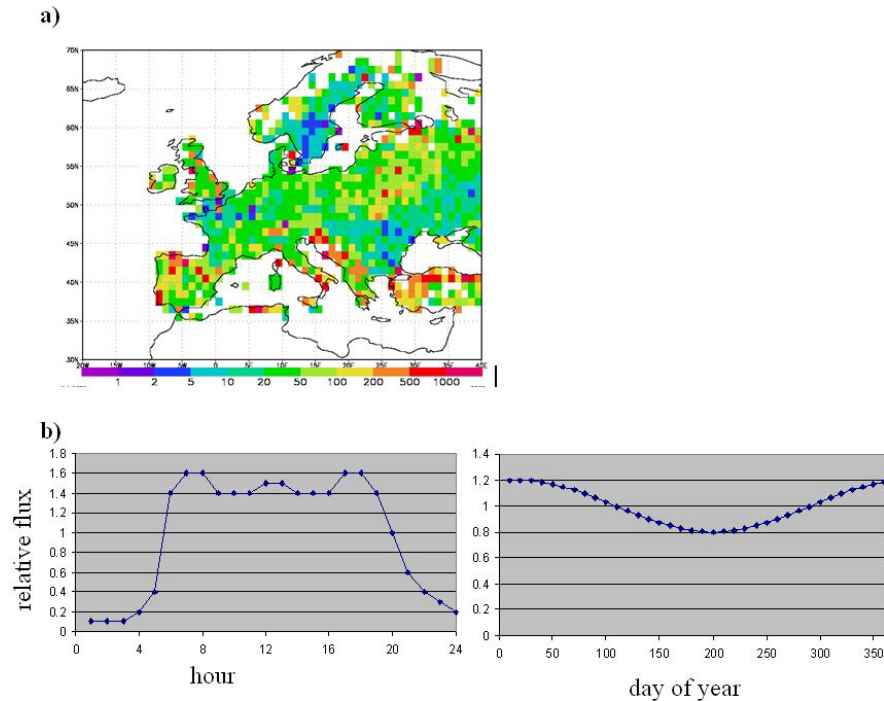 a)
70N
65N
60N
55N
50N
45N
40N
35N
30N
20W 15W 10W 5W 0 5E 10E 15E 20E 25E 30E 35E 40E
1 2 5 10 20 50 100 200 500 1000
b)
1.8
1.6
1.4
1.2
1
0.8
0.6
0.4
0.2
0
0 4 8 12 16 20 24
relative flux
hour
1.4
1.2
1
0.8
0.6
0.4
0.2
0
0 50 100 150 200 250 300 350
day of year